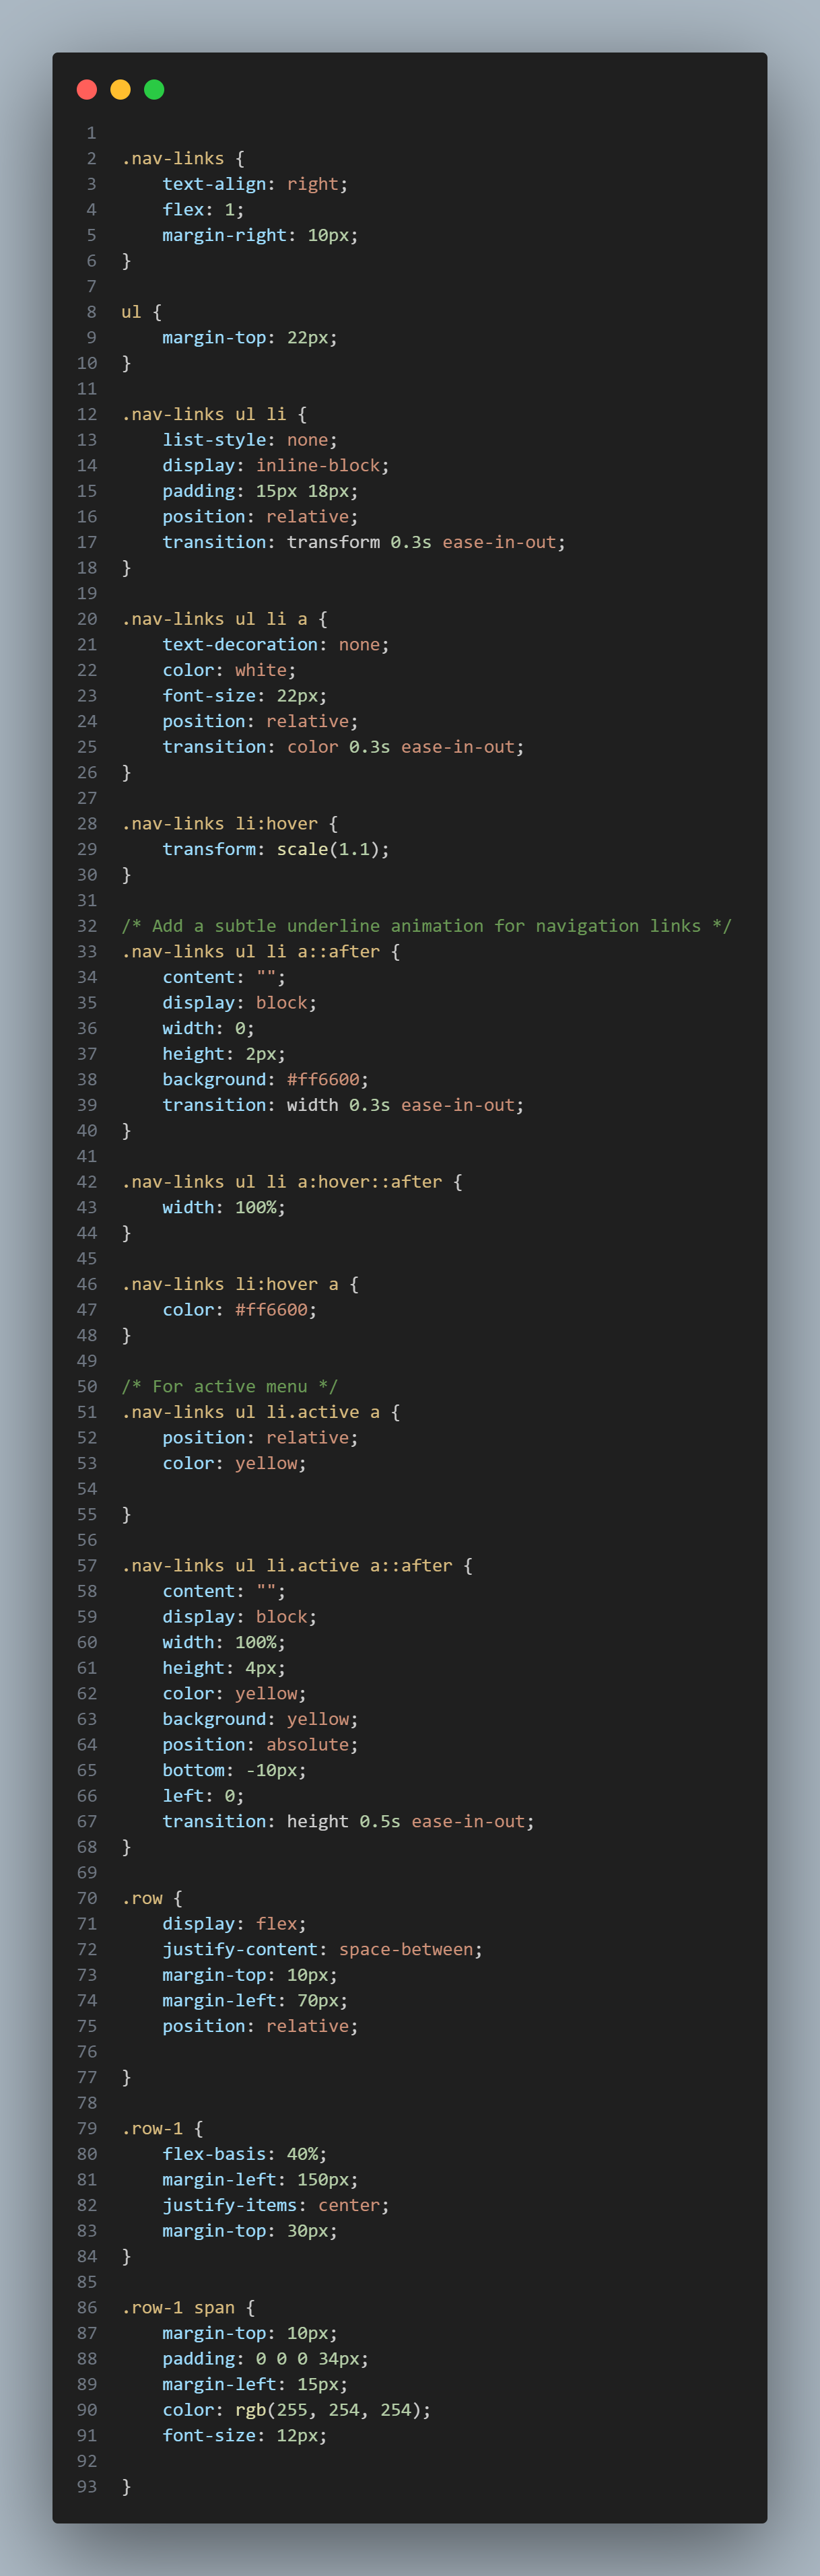 1
2 .nav-links {
3     text-align: right;
4     flex: 1;
5     margin-right: 10px;
6 }
7
8 ul {
9     margin-top: 22px;
10 }
11
12 .nav-links ul li {
13     list-style: none;
14     display: inline-block;
15     padding: 15px 18px;
16     position: relative;
17     transition: transform 0.3s ease-in-out;
18 }
19
20 .nav-links ul li a {
21     text-decoration: none;
22     color: white;
23     font-size: 22px;
24     position: relative;
25     transition: color 0.3s ease-in-out;
26 }
27
28 .nav-links li:hover {
29     transform: scale(1.1);
30 }
31
32 /* Add a subtle underline animation for navigation links */
33 .nav-links ul li a::after {
34     content: "";
35     display: block;
36     width: 0;
37     height: 2px;
38     background: #ff6600;
39     transition: width 0.3s ease-in-out;
40 }
41
42 .nav-links ul li a:hover::after {
43     width: 100%;
44 }
45
46 .nav-links li:hover a {
47     color: #ff6600;
48 }
49
50 /* For active menu */
51 .nav-links ul li.active a {
52     position: relative;
53     color: yellow;
54
55 }
56
57 .nav-links ul li.active a::after {
58     content: "";
59     display: block;
60     width: 100%;
61     height: 4px;
62     color: yellow;
63     background: yellow;
64     position: absolute;
65     bottom: -10px;
66     left: 0;
67     transition: height 0.5s ease-in-out;
68 }
69
70 .row {
71     display: flex;
72     justify-content: space-between;
73     margin-top: 10px;
74     margin-left: 70px;
75     position: relative;
76
77 }
78
79 .row-1 {
80     flex-basis: 40%;
81     margin-left: 150px;
82     justify-items: center;
83     margin-top: 30px;
84 }
85
86 .row-1 span {
87     margin-top: 10px;
88     padding: 0 0 0 34px;
89     margin-left: 15px;
90     color: rgb(255, 254, 254);
91     font-size: 12px;
92
93 }